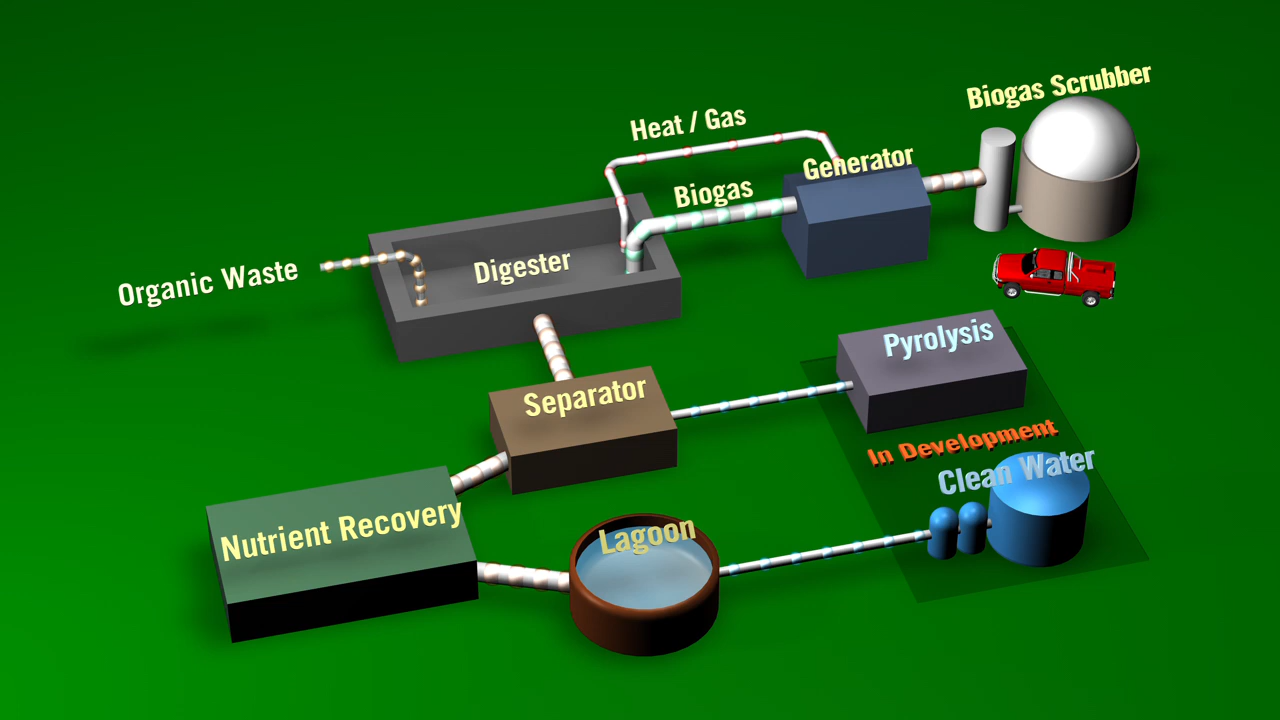 Biogas Scrubber
Heat / Gas
Generator
Biogas
Organic Waste
Digester
Pyrolysis
Separator
In Development
Clean Water
Nutrient Recovery
Lagoon